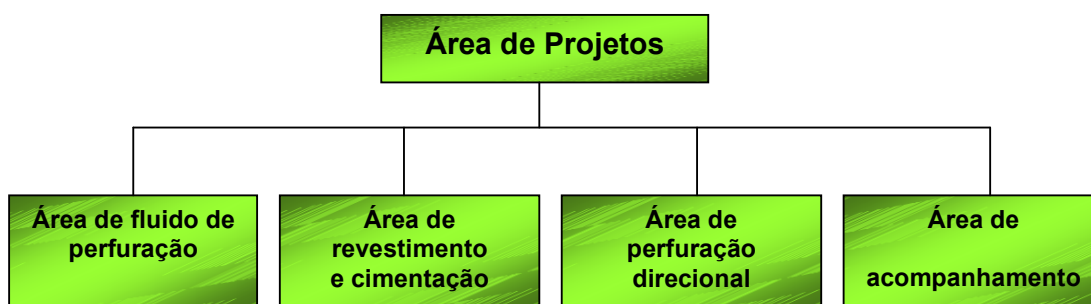 Área de Projetos
Área de fluido de
perfuração
Área de
revestimento
e cimentação
Área de
perfuração
direcional
Área de
acompanhamento